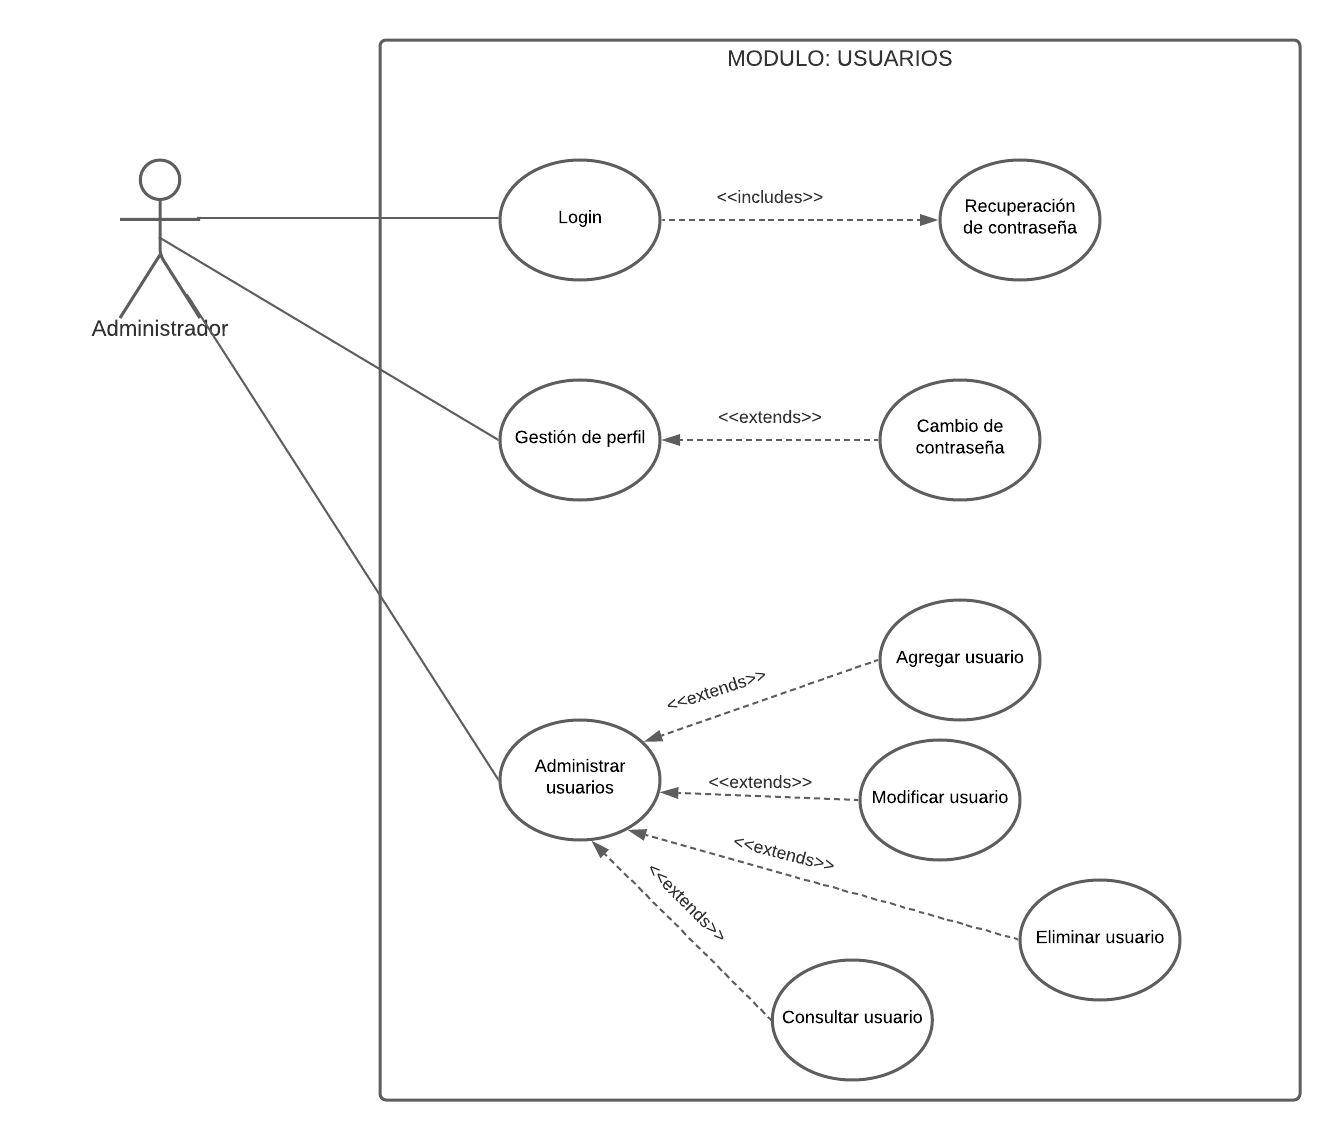 MODULO: USUARIOS
Administrador
Login
<<includes>>
Recuperación
de contraseña
Gestión de perfil
<<extends>>
Cambio de
contraseña
Administrar
usuarios
<<extends>>
Agregar usuario
<<extends>>
Modificar usuario
<<extends>>
Eliminar usuario
<<extends>>
Consultar usuario